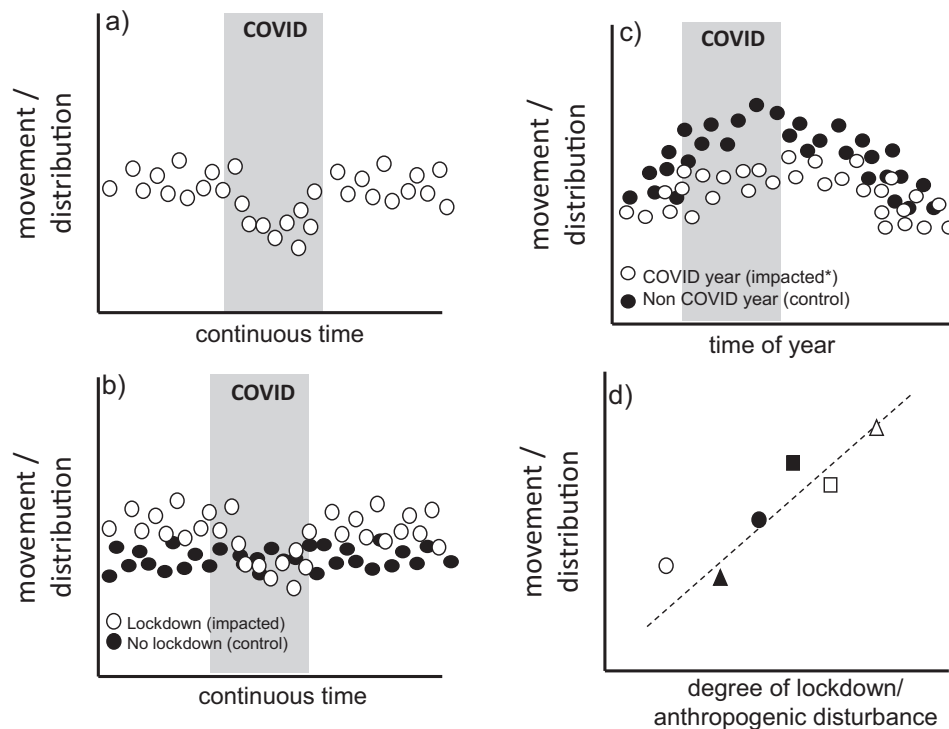 a)
COVID
movement /
distribution
continuous time
b)
COVID
movement /
distribution
Lockdown (impacted)
No lockdown (control)
continuous time
c)
COVID
movement /
distribution
COVID year (impacted*)
Non COVID year (control)
time of year
d)
movement /
distribution
degree of lockdown/
anthropogenic disturbance